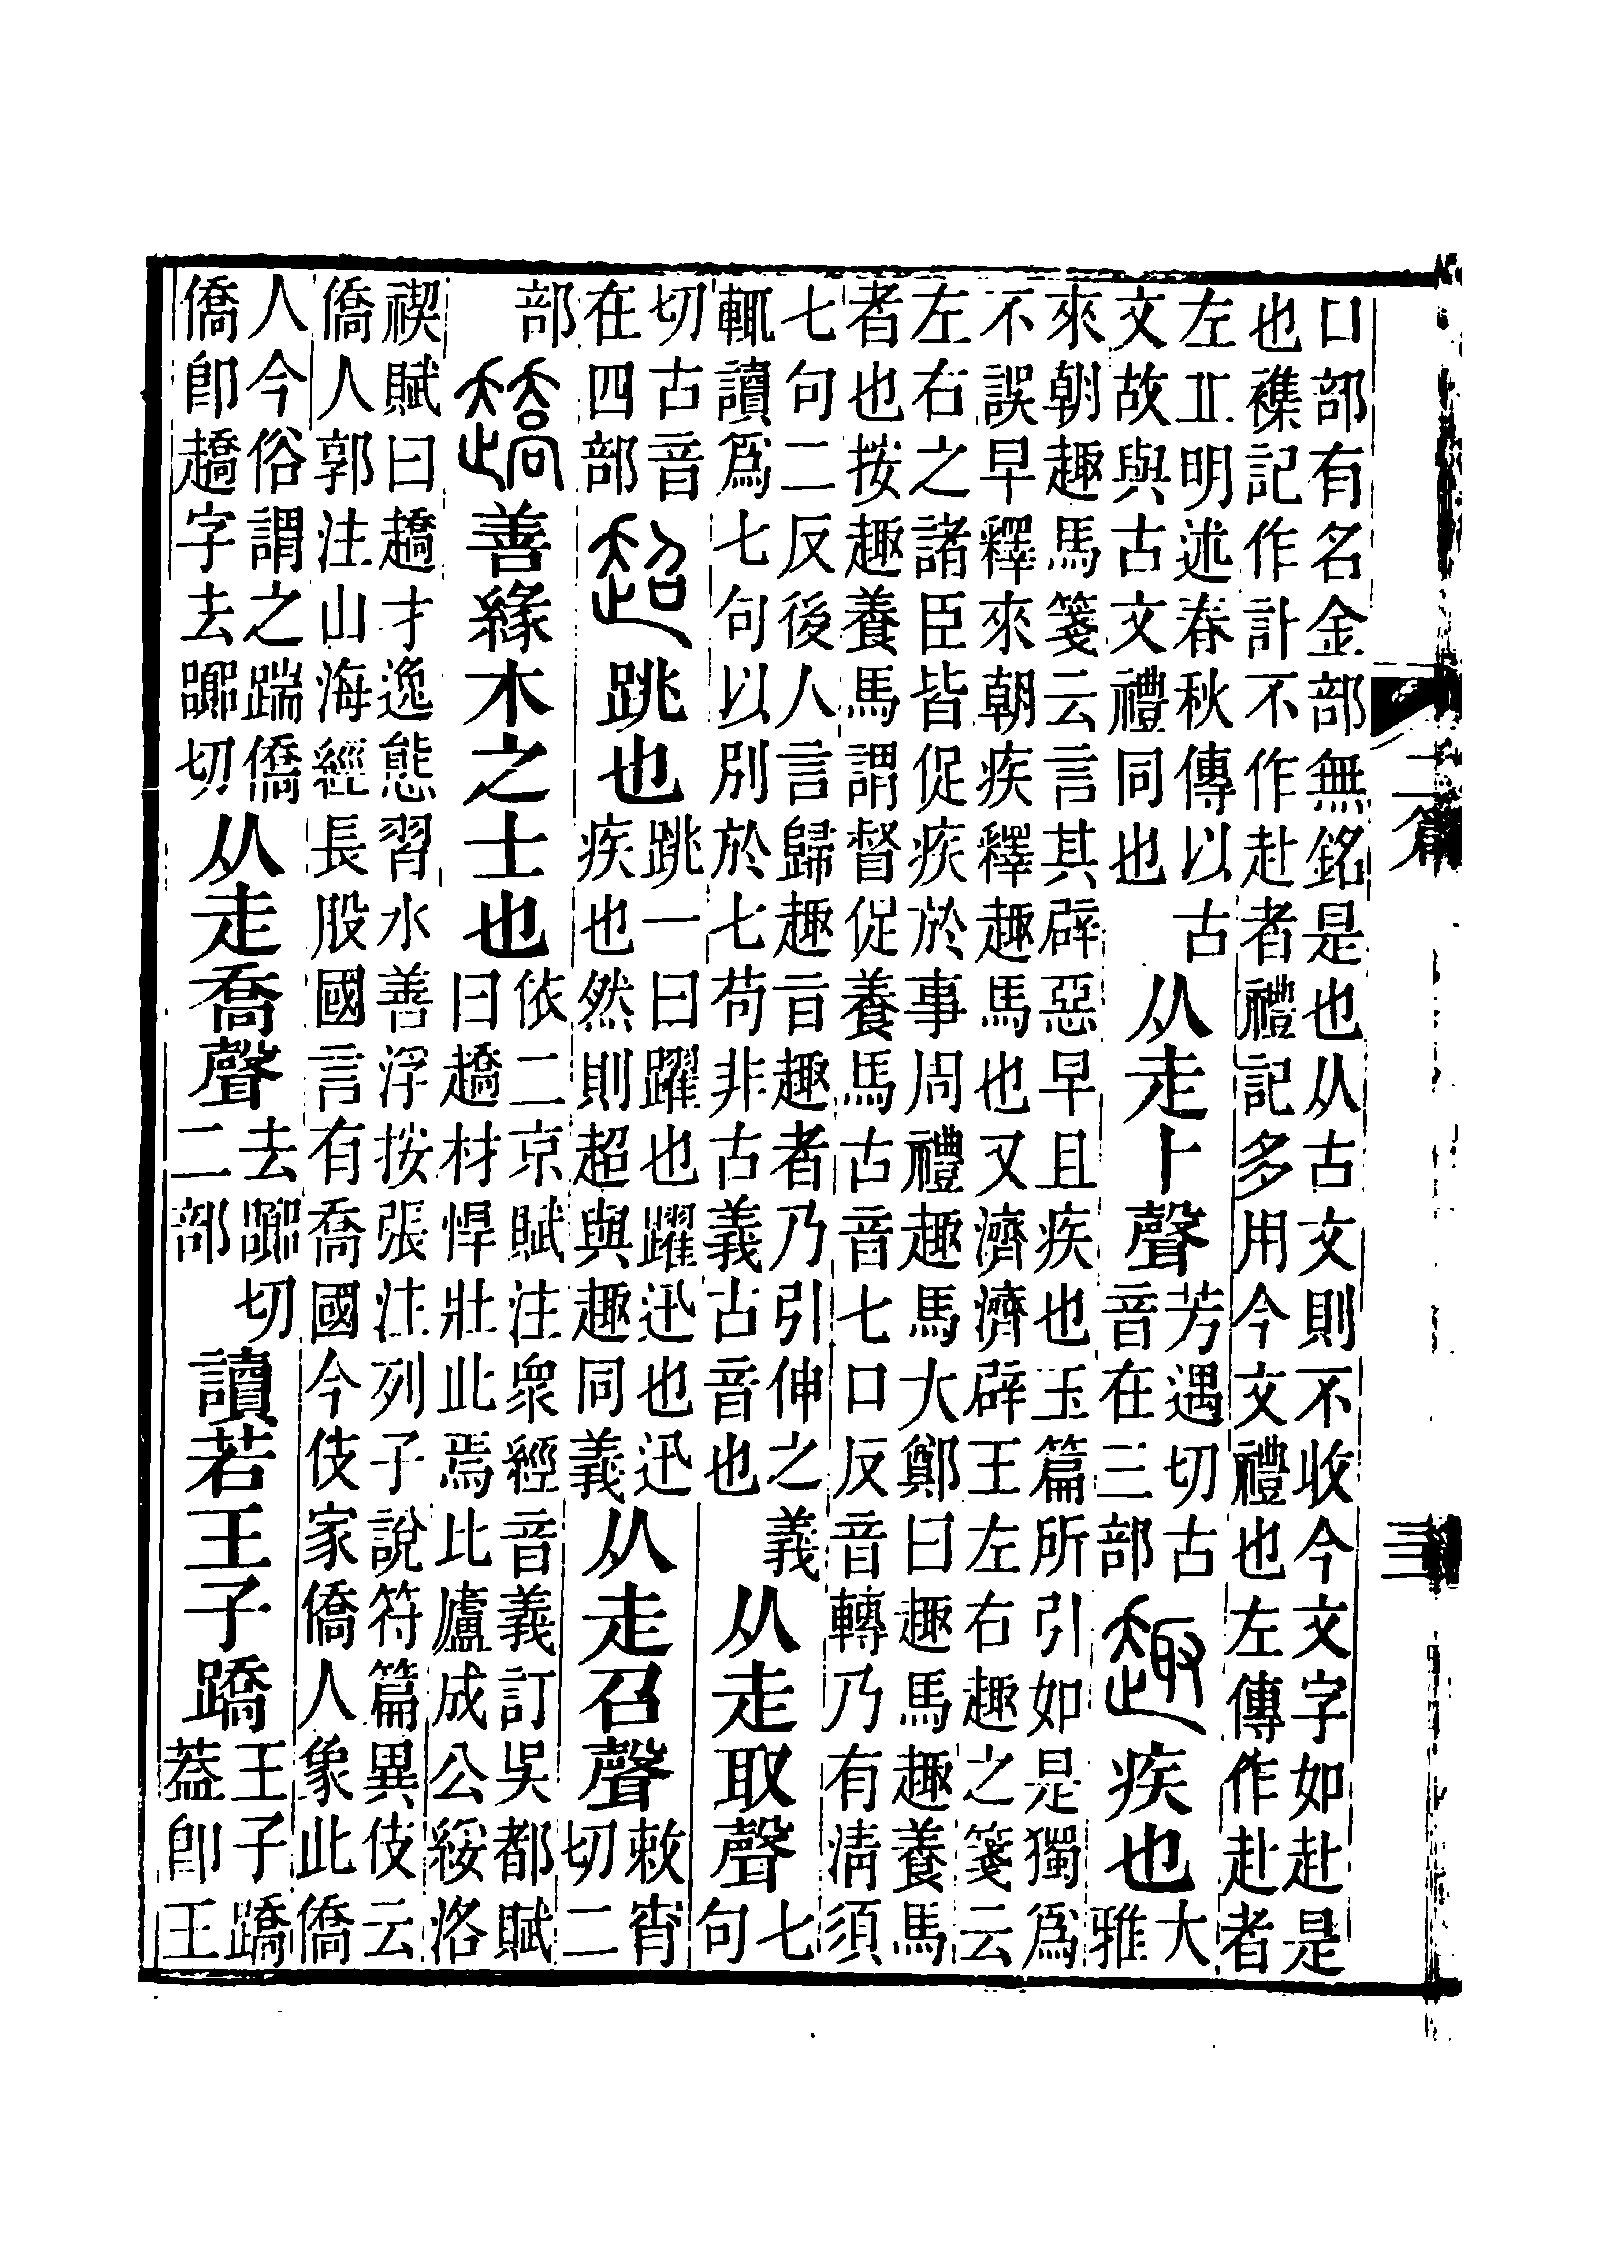 口部有名金部無銘是也从古文則不收今文字如赴是
也襍記作計不作赴者禮記多用今文禮也左傳作赴者
左丘明述春秋傳以古
文故與古文禮同也
从走卜聲
芳遇切古
音在三部
趣疾也
大
雅
來朝趣馬箋云言其辟惡早且疾也玉篇所引如是獨爲
不誤早釋來朝疾釋趣馬也又濟濟辟王左右趣之箋云
左右之諸臣皆促疾於事周禮趣馬大鄭曰趣馬趣養馬
者也按趣養馬謂督促養馬古音七口反音轉乃有淸須
七句二反後人言歸趣旨趣者乃引伸之義
輒讀爲七句以別於七苟非古義古音也
从走取聲
七
句
切古音
在四部
超跳也
跳一曰躍也躍迅也迅
疾也然則超與趣同義
从走召聲
敕宵
切二
部
趫善緣木之士也
依二京賦注衆經音義訂吳都賦
曰趫材悍壯此焉比廬成公綏洛
禊賦曰趫才逸態習水善浮按張注列子說符篇異伎云
僑人郭注山海經長股國言有喬國今伎家僑人象此僑
人今俗謂之踹僑
僑卽趫字去嚻切
从走喬聲
去嚻切
二部
讀若王子蹻
王子蹻
蓋卽王
二篇
三